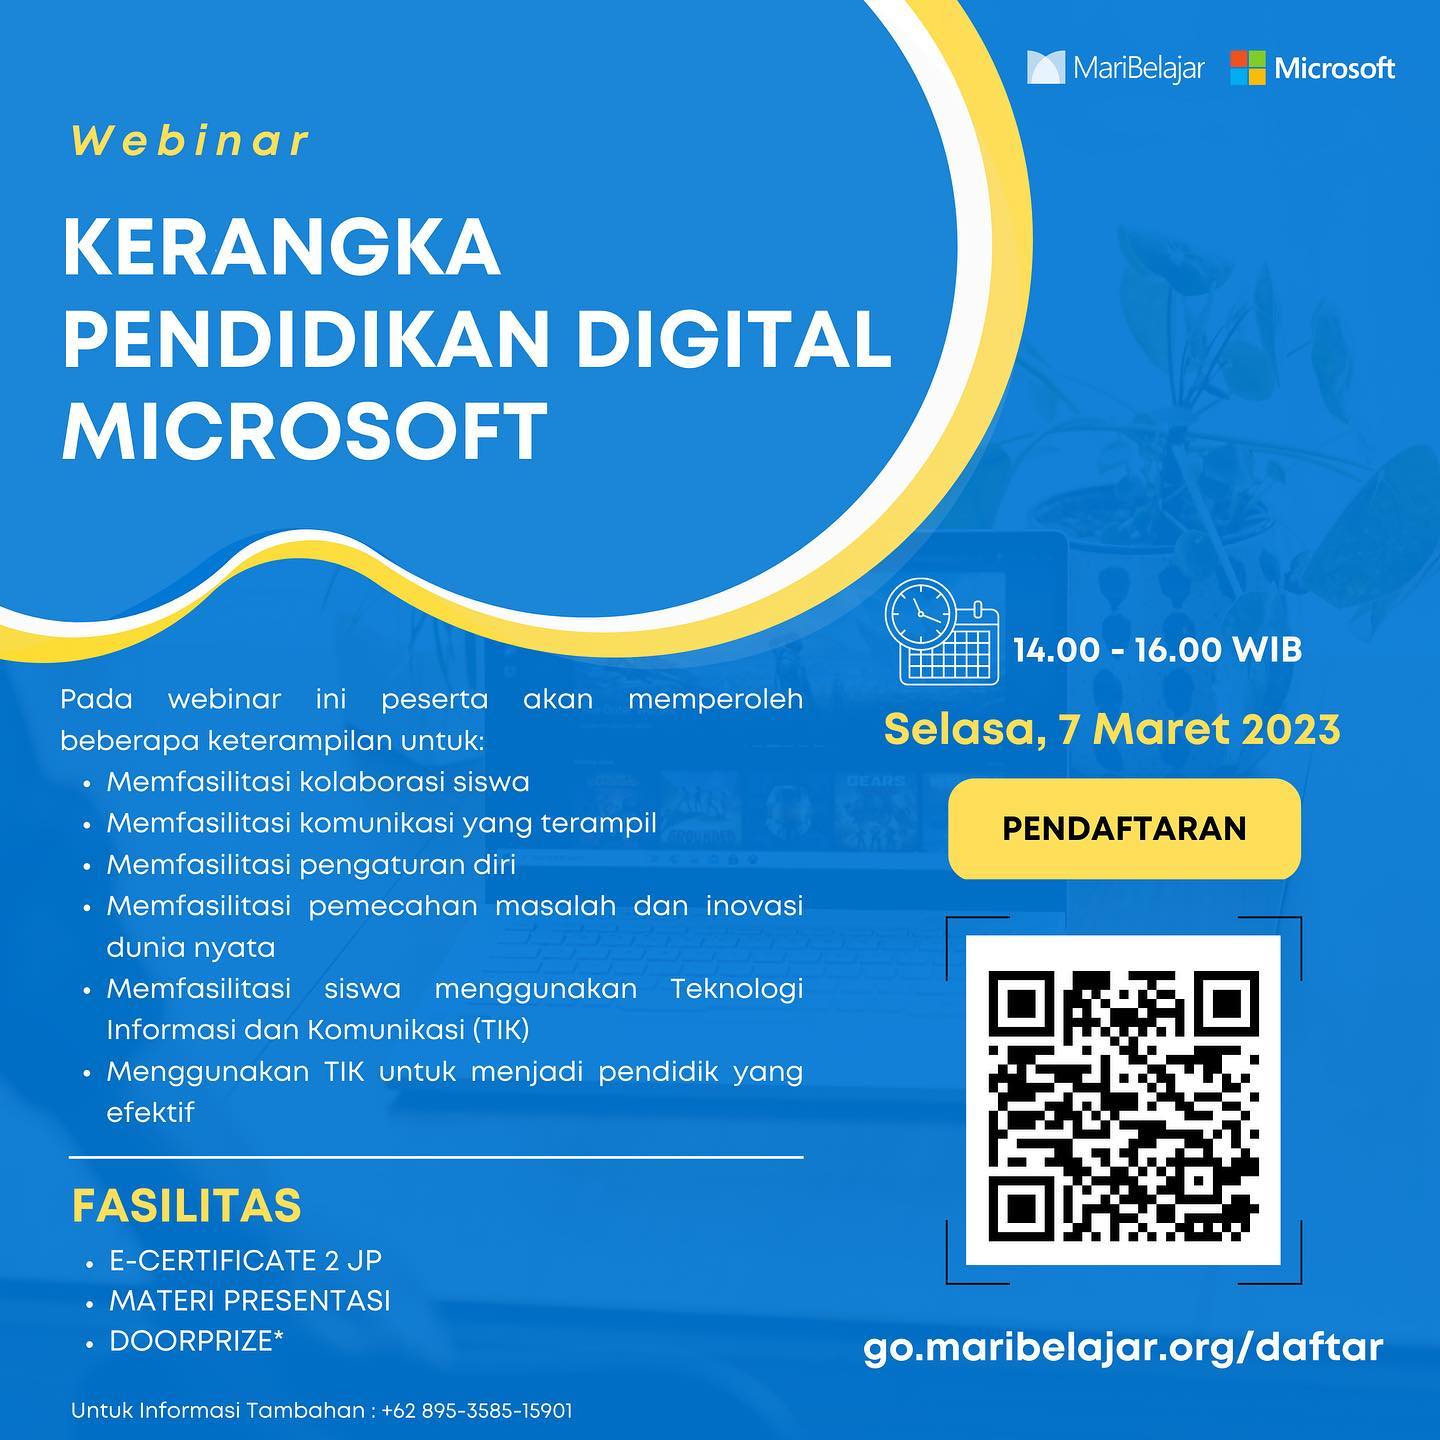 MariBelajar Microsoft
Webinar
KERANGKA
PENDIDIKAN DIGITAL
MICROSOFT
14.00 - 16.00 WIB
Selasa, 7 Maret 2023
PENDAFTARAN
Pada webinar ini peserta akan memperoleh
beberapa keterampilan untuk:
• Memfasilitasi kolaborasi siswa
• Memfasilitasi komunikasi yang terampil
• Memfasilitasi pengaturan diri
• Memfasilitasi pemecahan masalah dan inovasi
dunia nyata
• Memfasilitasi siswa menggunakan Teknologi
Informasi dan Komunikasi (TIK)
• Menggunakan TIK untuk menjadi pendidik yang
efektif
FASILITAS
• E-CERTIFICATE 2 JP
• MATERI PRESENTASI
• DOORPRIZE*
go.maribelajar.org/daftar
Untuk Informasi Tambahan : +62 895-3585-15901
GROUNDED
GEARS